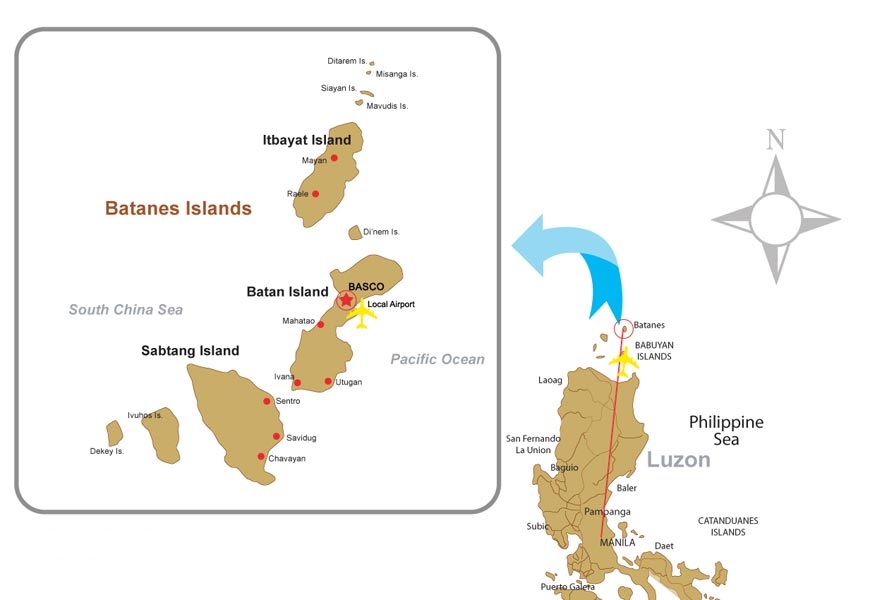 Ditarem Is.
Misanga Is.
Siayan Is.
Mavudis Is.
Itbayat Island
Mayan
Raele
Batanes Islands
Di'nem Is.
BASCO
Batan Island
Local Airport
South China Sea
Mahatao
Sabtang Island
Pacific Ocean
Ivana
Utugan
Sentro
Ivuhos Is.
Savidug
Dekey Is.
Chavayan
N
Batanes
BABUYAN
ISLANDS
Laoag
Philippine
Sea
San Fernando
La Union
Luzon
Baguio
Baler
Pampanga
Subic
CATANDUANES
ISLANDS
MANILA
Daet
Puerto Galera